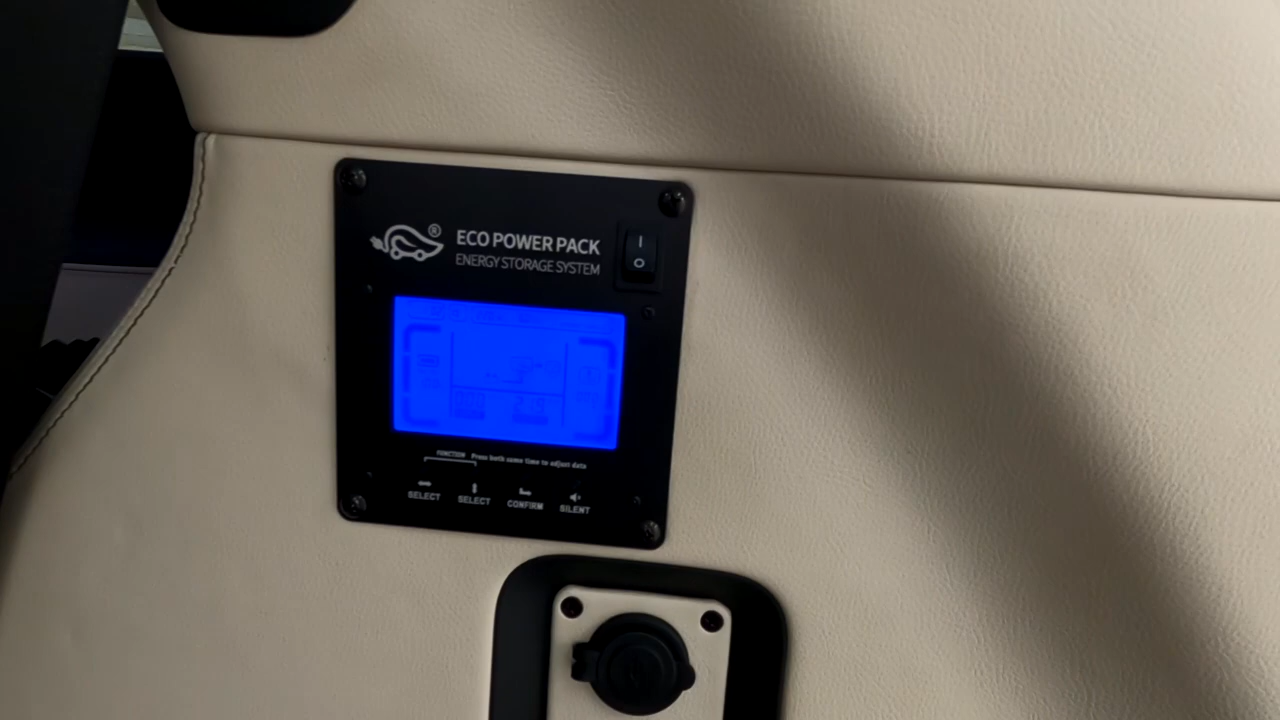 ®
ECO POWER PACK
ENERGY STORAGE SYSTEM
FUNCTION Press both same time to adjust data
SELECT SELECT CONFIRM SILENT